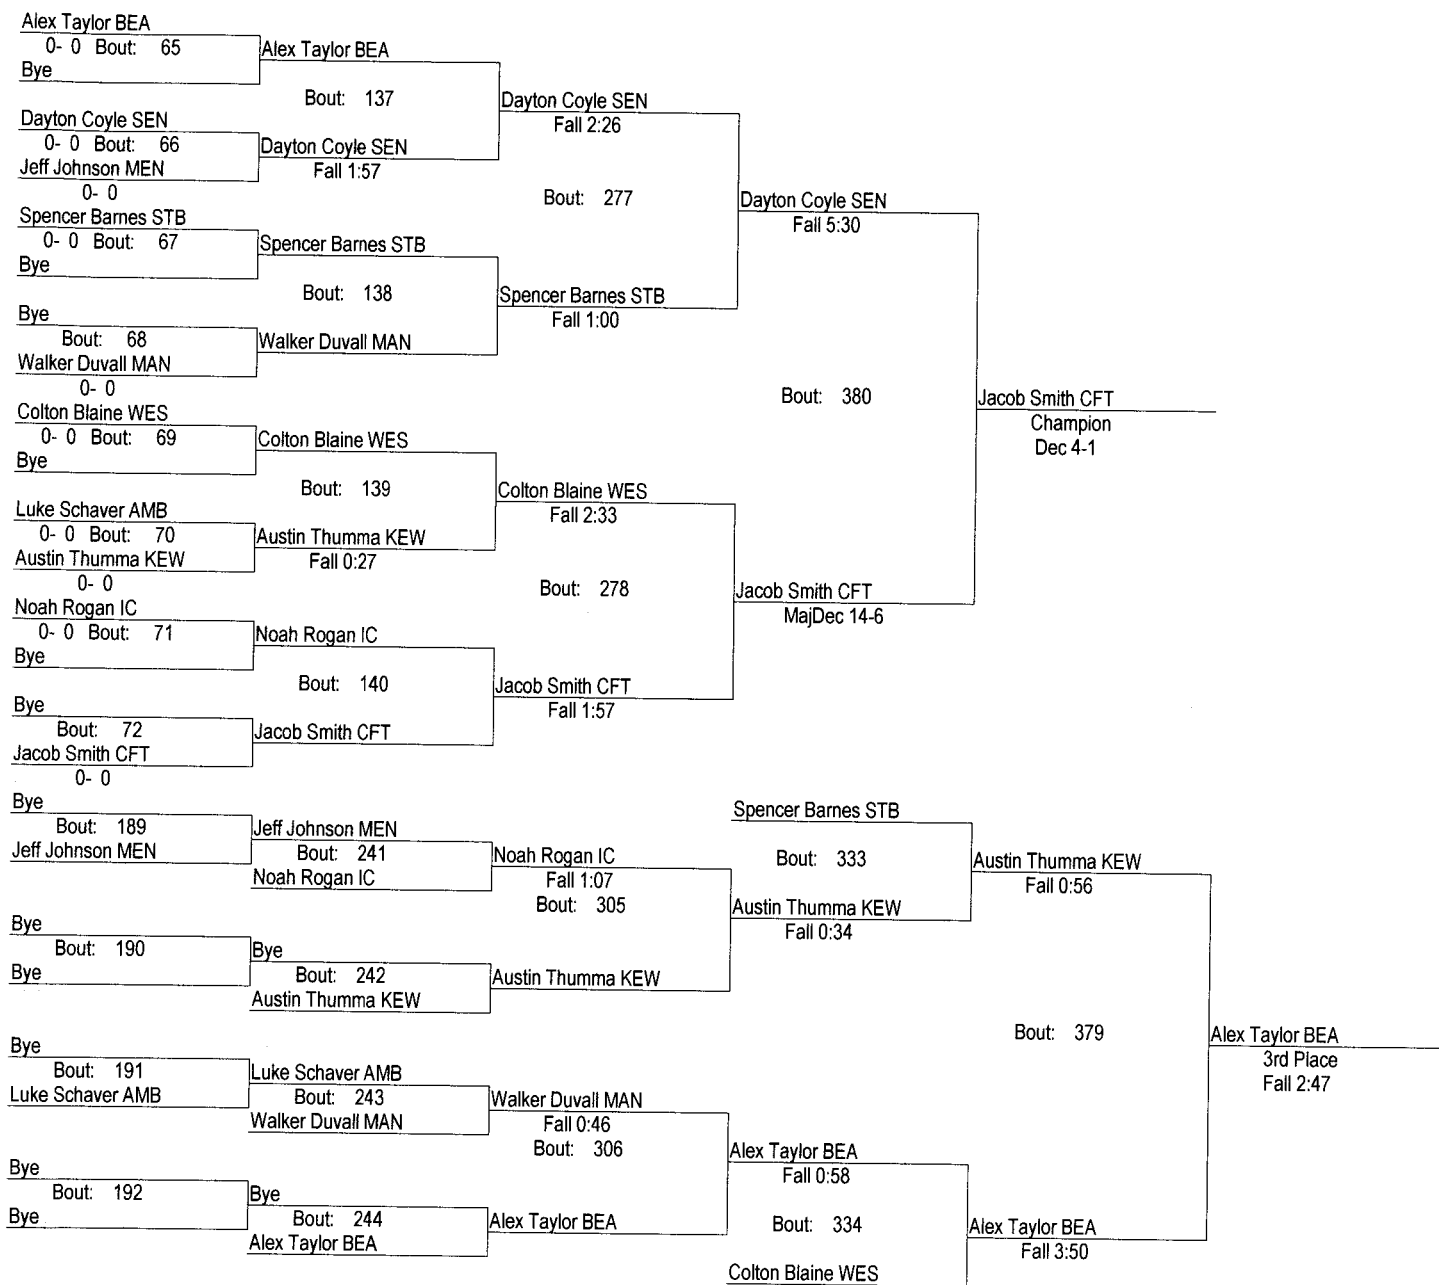 Alex Taylor BEA
0- 0 Bout: 65
Bye
Alex Taylor BEA
Bout: 137
Dayton Coyle SEN
0- 0 Bout: 66
Jeff Johnson MEN
0- 0
Dayton Coyle SEN
Fall 1:57
Dayton Coyle SEN
Fall 2:26
Bout: 277
Spencer Barnes STB
0- 0 Bout: 67
Bye
Spencer Barnes STB
Bout: 138
Bye
Bout: 68
Walker Duvall MAN
0- 0
Walker Duvall MAN
Spencer Barnes STB
Fall 1:00
Dayton Coyle SEN
Fall 5:30
Bout: 380
Colton Blaine WES
0- 0 Bout: 69
Bye
Colton Blaine WES
Bout: 139
Luke Schaver AMB
0- 0 Bout: 70
Austin Thumma KEW
0- 0
Austin Thumma KEW
Fall 0:27
Colton Blaine WES
Fall 2:33
Bout: 278
Noah Rogan IC
0- 0 Bout: 71
Bye
Noah Rogan IC
Bout: 140
Bye
Bout: 72
Jacob Smith CFT
0- 0
Jacob Smith CFT
Jacob Smith CFT
Fall 1:57
Jacob Smith CFT
MajDec 14-6
Jacob Smith CFT
Champion
Dec 4-1
Bye
Bout: 189
Jeff Johnson MEN
Jeff Johnson MEN
Bout: 241
Noah Rogan IC
Noah Rogan IC
Fall 1:07
Bout: 305
Bye
Bout: 190
Bye
Bye
Bout: 242
Austin Thumma KEW
Austin Thumma KEW
Spencer Barnes STB
Bout: 333
Austin Thumma KEW
Fall 0:34
Austin Thumma KEW
Fall 0:56
Bout: 379
Bye
Bout: 191
Luke Schaver AMB
Luke Schaver AMB
Bout: 243
Walker Duvall MAN
Walker Duvall MAN
Fall 0:46
Bout: 306
Bye
Bout: 192
Bye
Bye
Bout: 244
Alex Taylor BEA
Alex Taylor BEA
Alex Taylor BEA
Fall 0:58
Bout: 334
Colton Blaine WES
Alex Taylor BEA
Fall 3:50
Alex Taylor BEA
3rd Place
Fall 2:47